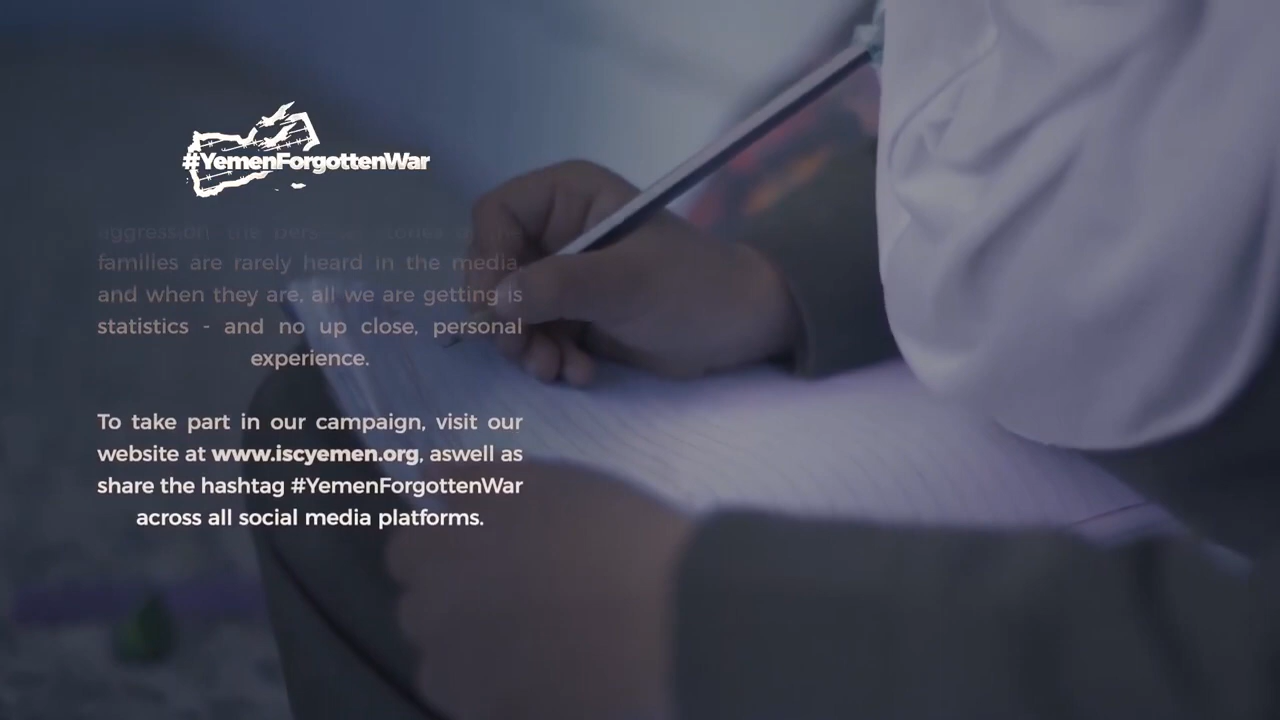 #YemenForgottenWar
aggression the
families are rarely heard in the media,
and when they are, all we are getting is
statistics - and no up close, personal
experience.
To take part in our campaign, visit our
website at www.iscyemen.org, aswell as
share the hashtag #YemenForgottenWar
across all social media platforms.